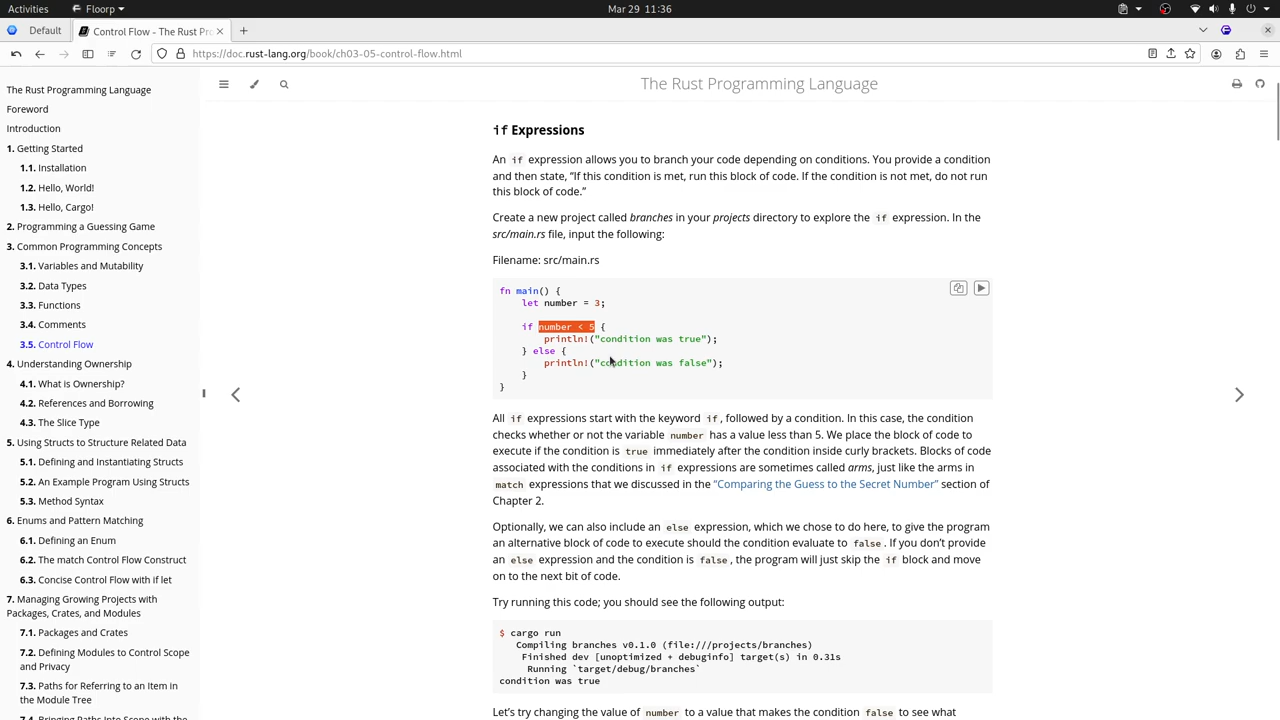 Activities
Floorp
Mar 29 11:36
Default
Control Flow - The Rust Pro
https://doc.rust-lang.org/book/ch03-05-control-flow.html
The Rust Programming Language
Foreword
Introduction
1. Getting Started
1.1. Installation
1.2. Hello, World!
1.3. Hello, Cargo!
2. Programming a Guessing Game
3. Common Programming Concepts
3.1. Variables and Mutability
3.2. Data Types
3.3. Functions
3.4. Comments
3.5. Control Flow
4. Understanding Ownership
4.1. What is Ownership?
4.2. References and Borrowing
4.3. The Slice Type
5. Using Structs to Structure Related Data
5.1. Defining and Instantiating Structs
5.2. An Example Program Using Structs
5.3. Method Syntax
6. Enums and Pattern Matching
6.1. Defining an Enum
6.2. The match Control Flow Construct
6.3. Concise Control Flow with if let
7. Managing Growing Projects with
Packages, Crates, and Modules
7.1. Packages and Crates
7.2. Defining Modules to Control Scope
and Privacy
7.3. Paths for Referring to an Item in
the Module Tree
7.4. Bringing Paths Into Scope with the
The Rust Programming Language
if Expressions
An if expression allows you to branch your code depending on conditions. You provide a condition
and then state, “If this condition is met, run this block of code. If the condition is not met, do not run
this block of code.”
Create a new project called branches in your projects directory to explore the if expression. In the
src/main.rs file, input the following:
Filename: src/main.rs
fn main() {
    let number = 3;
    if number < 5 {
        println!("condition was true");
    } else {
        println!("condition was false");
    }
}
All if expressions start with the keyword if, followed by a condition. In this case, the condition
checks whether or not the variable number has a value less than 5. We place the block of code to
execute if the condition is true immediately after the condition inside curly brackets. Blocks of code
associated with the conditions in if expressions are sometimes called arms, just like the arms in
match expressions that we discussed in the “Comparing the Guess to the Secret Number” section of
Chapter 2.
Optionally, we can also include an else expression, which we chose to do here, to give the program
an alternative block of code to execute should the condition evaluate to false. If you don’t provide
an else expression and the condition is false, the program will just skip the if block and move
on to the next bit of code.
Try running this code; you should see the following output:
$ cargo run
   Compiling branches v0.1.0 (file:///projects/branches)
    Finished dev [unoptimized + debuginfo] target(s) in 0.31s
     Running `target/debug/branches`
condition was true
Let’s try changing the value of number to a value that makes the condition false to see what